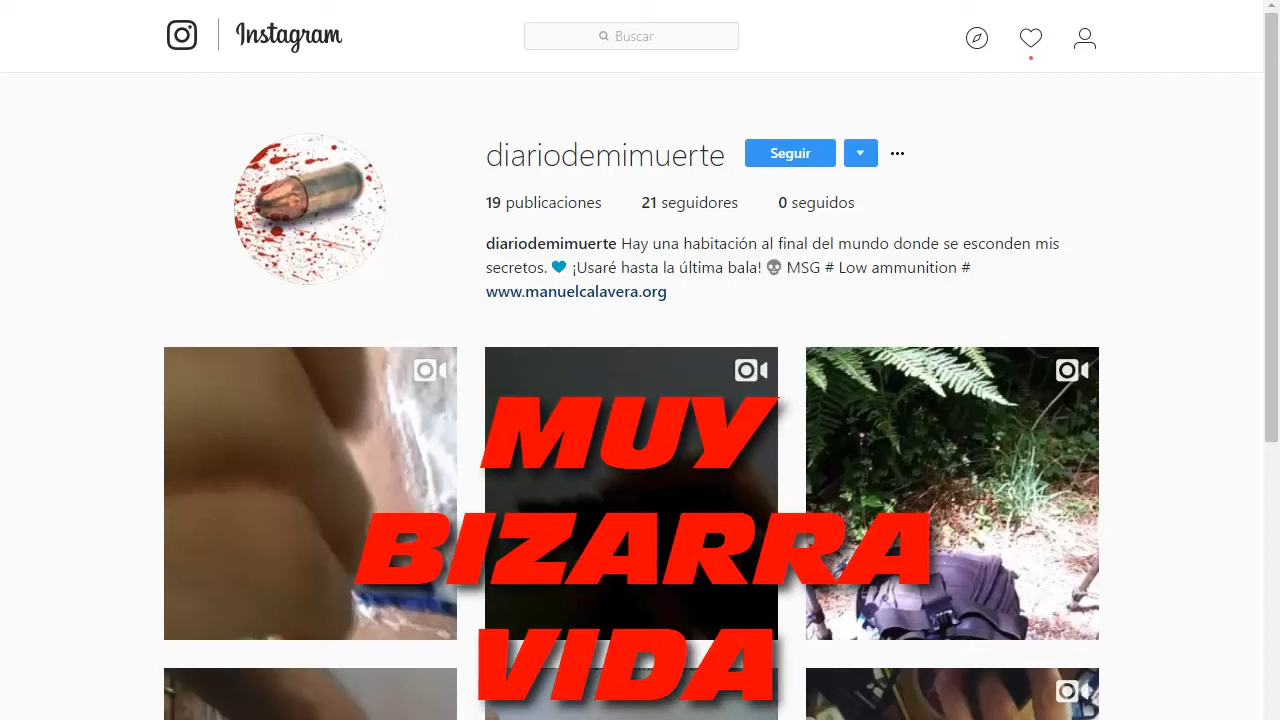 Instagram
Buscar
diariodemimuerte
Seguir
19 publicaciones
21 seguidores
0 seguidos
diariodemimuerte Hay una habitación al final del mundo donde se esconden mis
secretos. 💙 ¡Usaré hasta la última bala! 💀 MSG # Low ammunition #
www.manuelcalavera.org
MUY
BIZARRA
VIDA